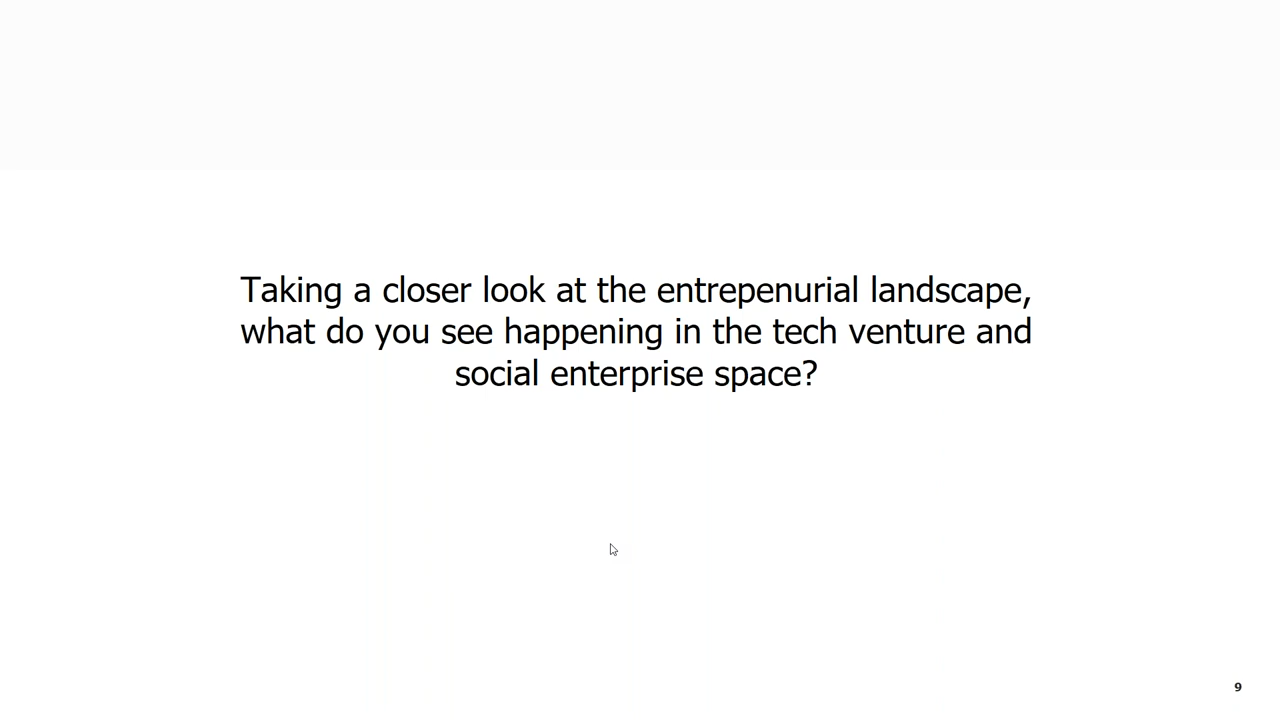 Taking a closer look at the entrepenurial landscape,
what do you see happening in the tech venture and
social enterprise space?
9